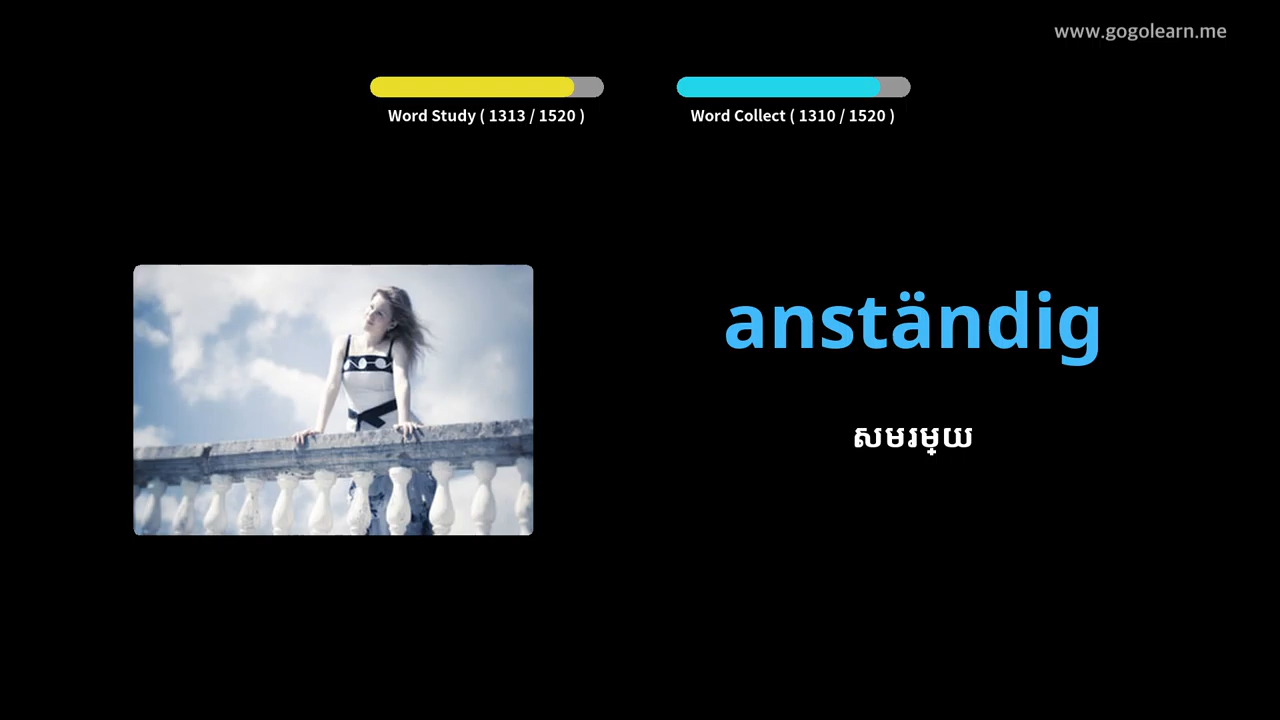 www.gogolearn.me
Word Study ( 1313 / 1520 )
Word Collect ( 1310 / 1520 )
anständig
សមរម្យ